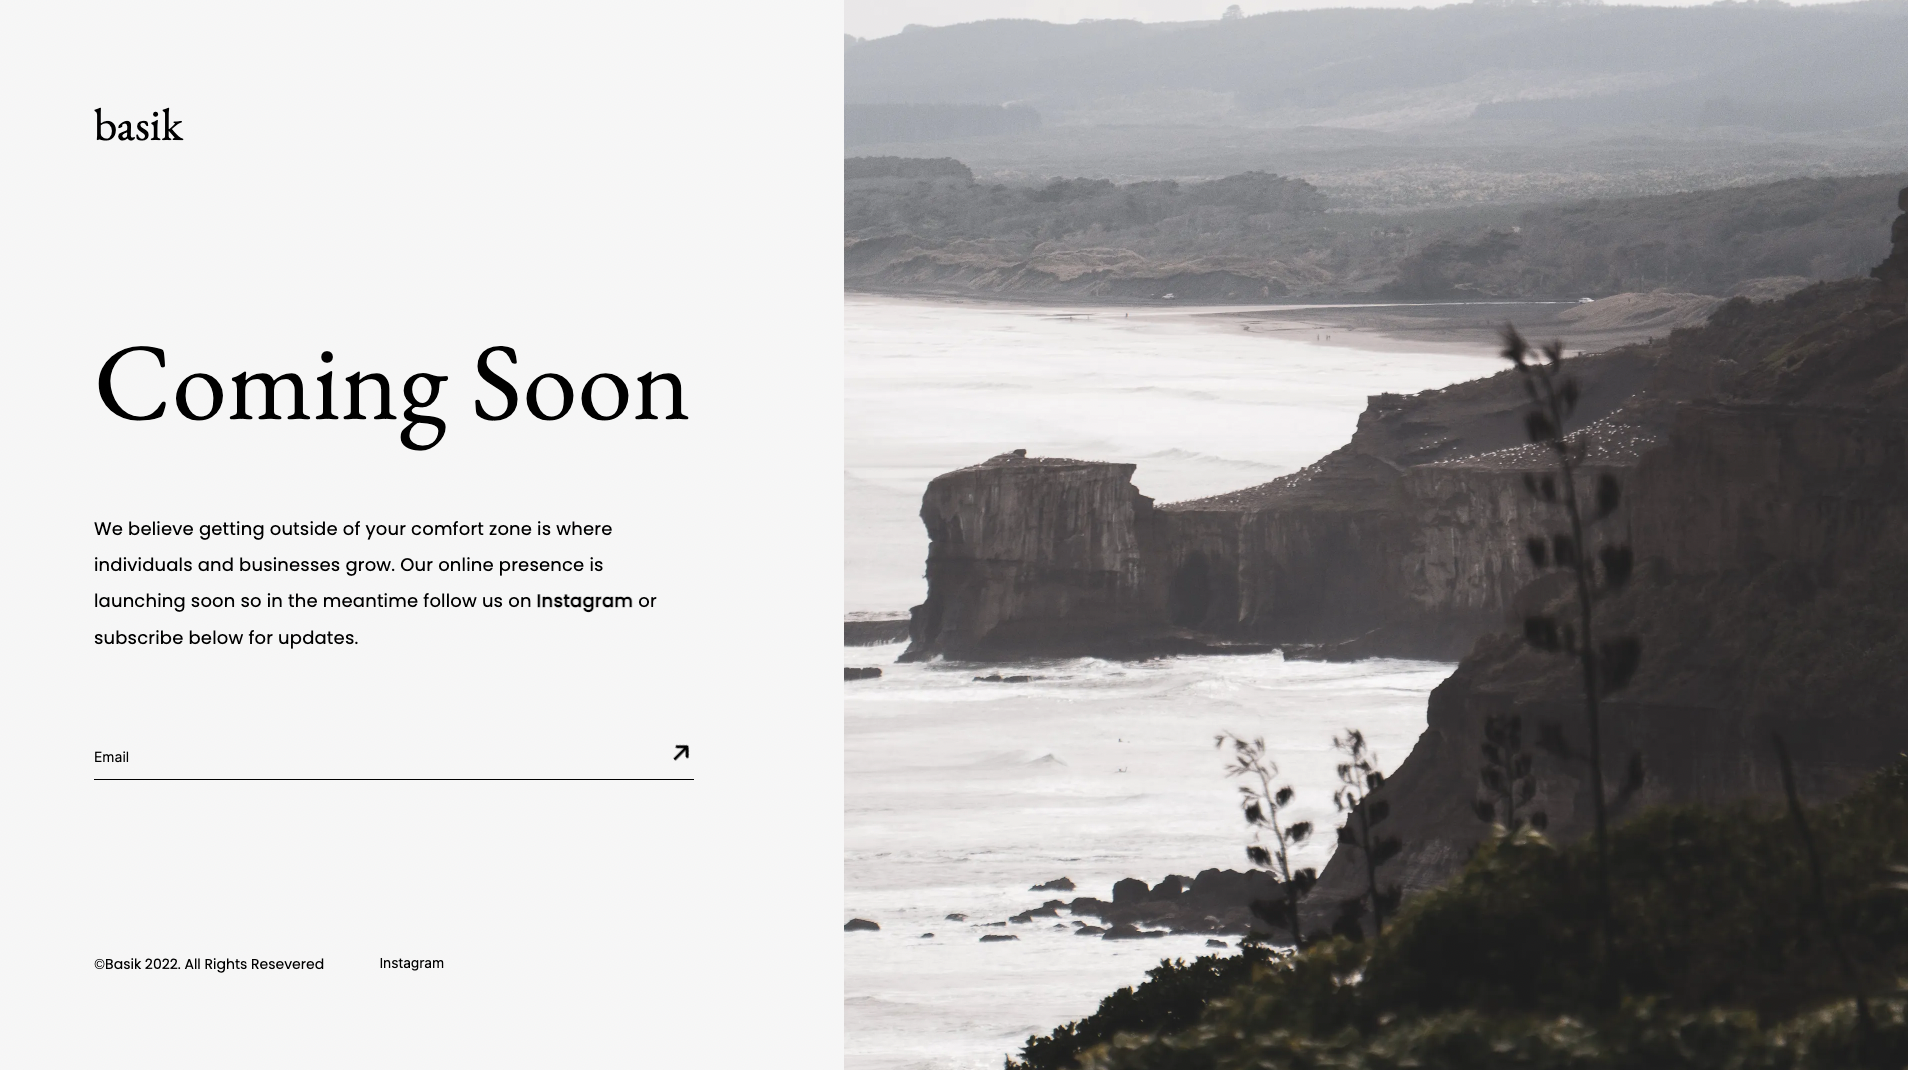 basik
Coming Soon
We believe getting outside of your comfort zone is where
individuals and businesses grow. Our online presence is
launching soon so in the meantime follow us on Instagram or
subscribe below for updates.
Email
©Basik 2022. All Rights Resevered
Instagram